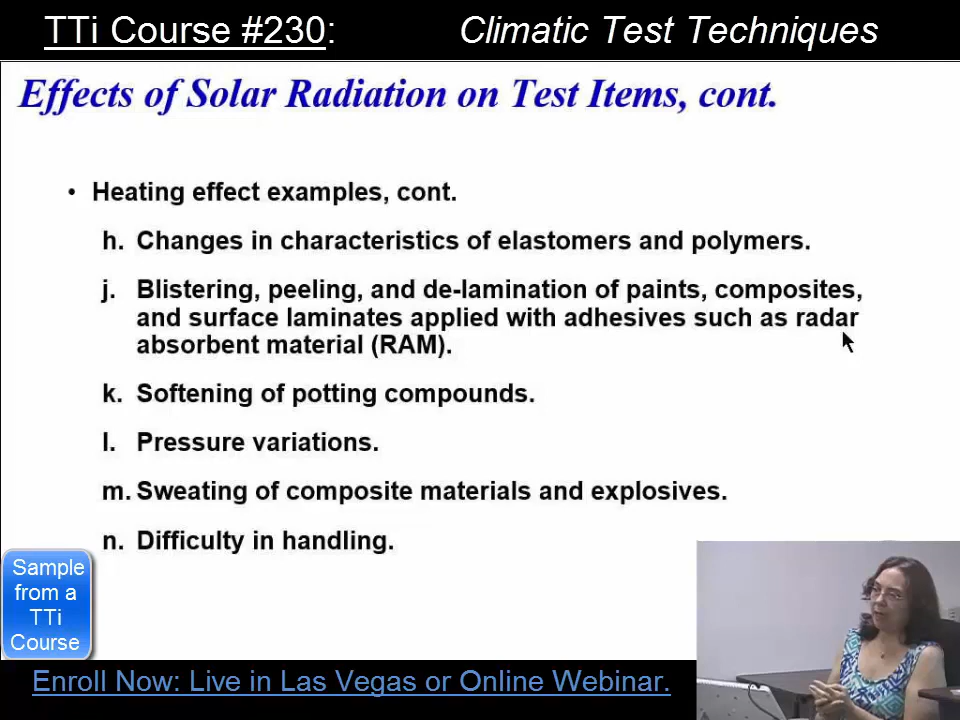 TTi Course #230: Climatic Test Techniques
Effects of Solar Radiation on Test Items, cont.
• Heating effect examples, cont.
h. Changes in characteristics of elastomers and polymers.
j. Blistering, peeling, and de-lamination of paints, composites,
and surface laminates applied with adhesives such as radar
absorbent material (RAM).
k. Softening of potting compounds.
l. Pressure variations.
m. Sweating of composite materials and explosives.
n. Difficulty in handling.
Sample
from a
TTi
Course
Enroll Now: Live in Las Vegas or Online Webinar.